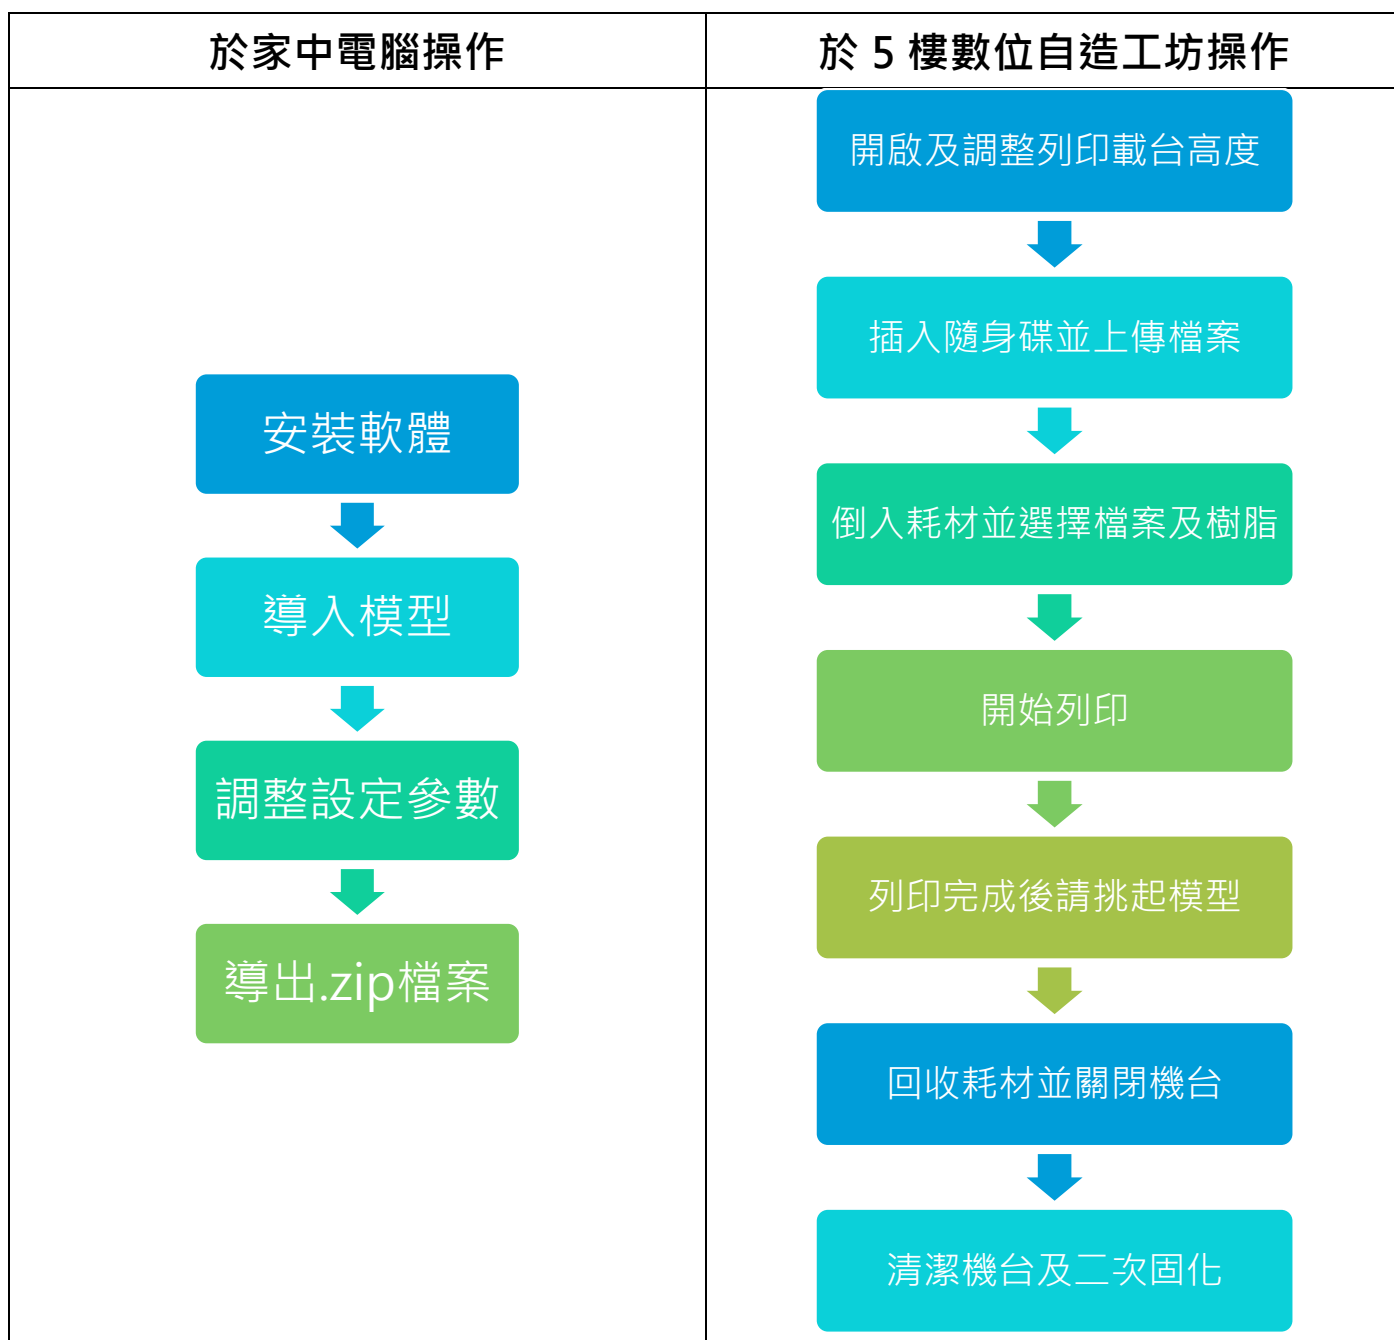 於家中電腦操作
於 5 樓數位自造工坊操作
安裝軟體
導入模型
調整設定參數
導出.zip檔案
開啟及調整列印載台高度
插入隨身碟並上傳檔案
倒入耗材並選擇檔案及樹脂
開始列印
列印完成後請挑起模型
回收耗材並關閉機台
清潔機台及二次固化